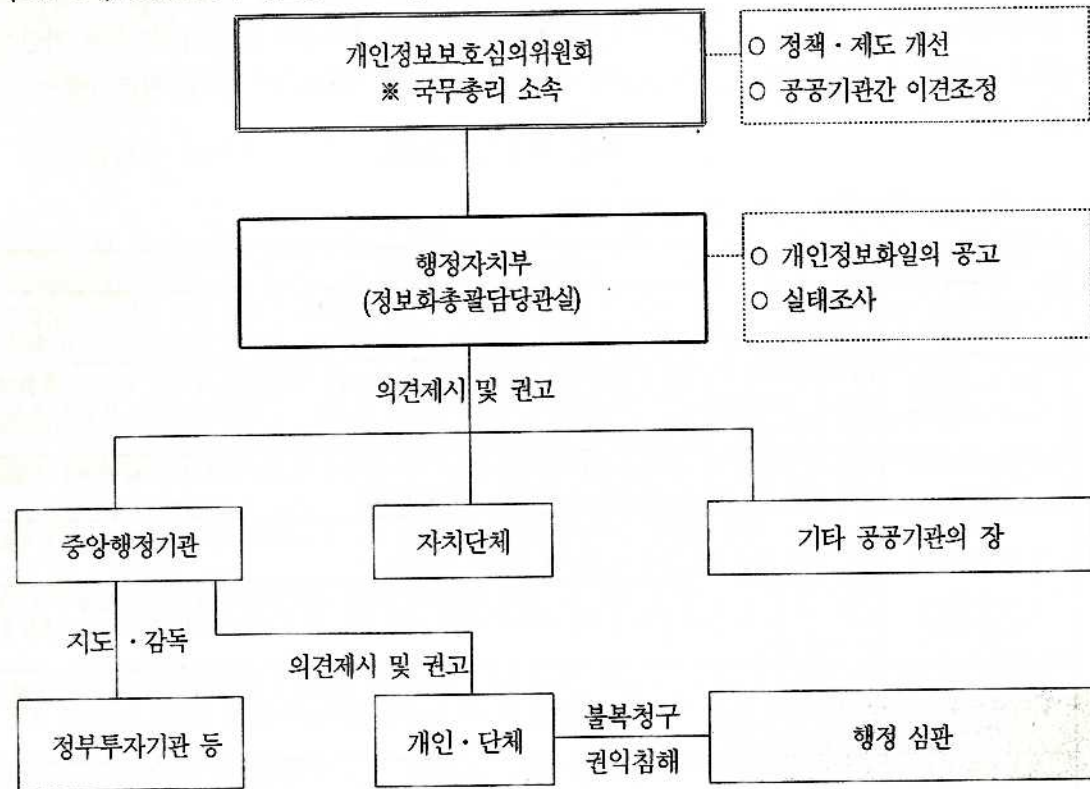 개인정보보호심의위원회
※ 국무총리 소속
○ 정책·제도 개선
○ 공공기관간 이견조정
행정자치부
(정보화총괄담당관실)
○ 개인정보화일의 공고
○ 실태조사
의견제시 및 권고
중앙행정기관
자치단체
기타 공공기관의 장
지도·감독
의견제시 및 권고
정부투자기관 등
개인·단체
불복청구
권익침해
행정 심판